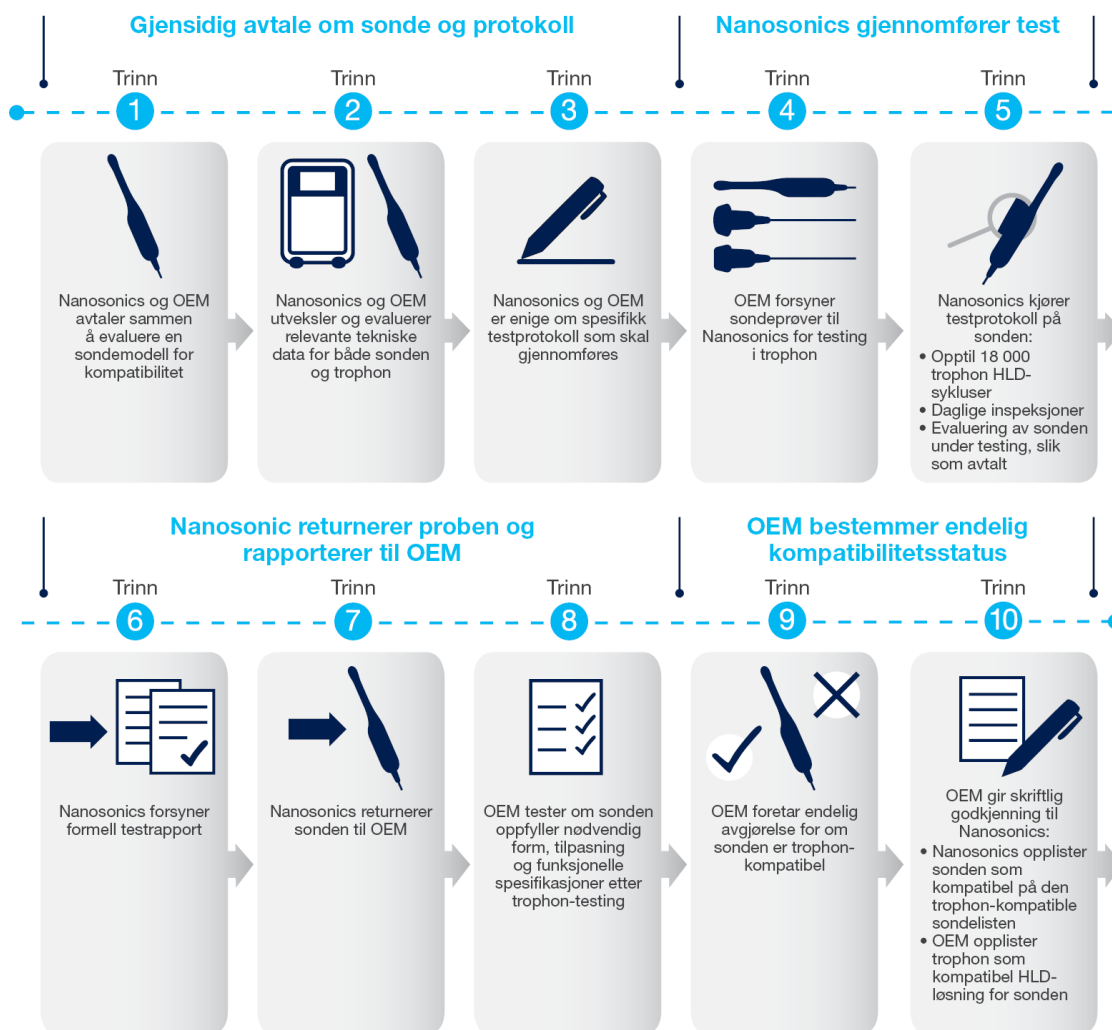 Gjensidig avtale om sonde og protokoll
Nanosonics gjennomfører test
Trinn
1
Trinn
2
Trinn
3
Trinn
4
Trinn
5
Nanosonics og OEM
avtaler sammen
å evaluere en
sondemodell for
kompatibilitet
Nanosonics og OEM
utveksler og evaluerer
relevante tekniske
data for både sonden
og trophon
Nanosonics og OEM
er enige om spesifikk
testprotokoll som skal
gjennomføres
OEM forsyner
sondeprøver til
Nanosonics for testing
i trophon
Nanosonics kjører
testprotokoll på
sonden:
• Opptil 18 000
trophon HLD-
sykluser
• Daglige inspeksjoner
• Evaluering av sonden
under testing, slik
som avtalt
Nanosonic returnerer proben og
rapporterer til OEM
OEM bestemmer endelig
kompatibilitetsstatus
Trinn
6
Trinn
7
Trinn
8
Trinn
9
Trinn
10
Nanosonics forsyner
formell testrapport
Nanosonics returnerer
sonden til OEM
OEM tester om sonden
oppfyller nødvendig
form, tilpasning
og funksjonelle
spesifikasjoner etter
trophon-testing
OEM foretar endelig
avgjørelse for om
sonden er trophon-
kompatibel
OEM gir skriftlig
godkjenning til
Nanosonics:
• Nanosonics opplister
sonden som
kompatibel på den
trophon-kompatible
sondelisten
• OEM opplister
trophon som
kompatibel HLD-
løsning for sonden